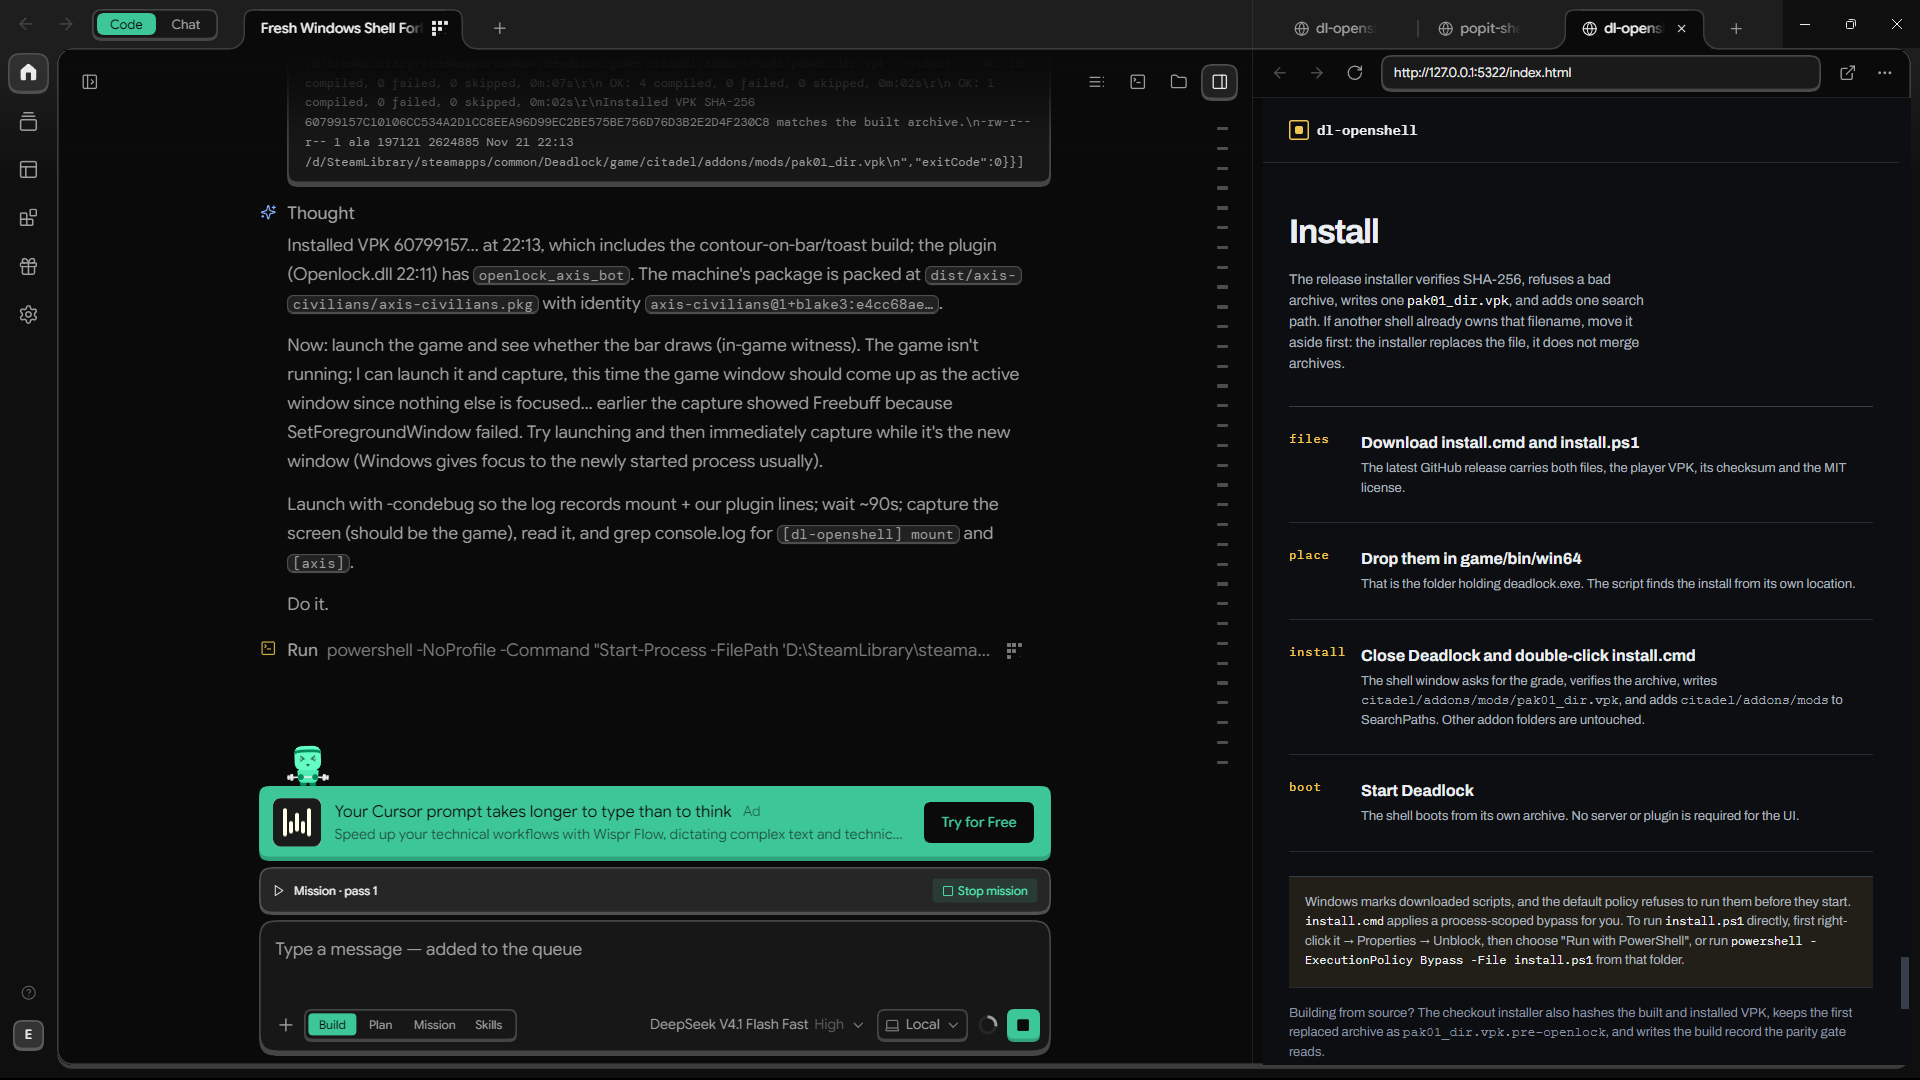 Code
Chat
Fresh Windows Shell For
dl-opens
popit-sh
dl-opens
http://127.0.0.1:5322/index.html
compiled, 0 failed, 0 skipped, 0m:07s\r\n OK: 4 compiled, 0 failed, 0 skipped, 0m:02s\r\n OK: 1
compiled, 0 failed, 0 skipped, 0m:02s\r\nInstalled VPK SHA-256
60799157C10106CC534A2D1CC8EEA96D99EC2BE575BE756D76D3B2E2D4F230C8 matches the built archive.\n-rw-r--
r-- 1 ala 197121 2624885 Nov 21 22:13
/d/SteamLibrary/steamapps/common/Deadlock/game/citadel/addons/mods/pak01_dir.vpk\n","exitCode":0}}]
Thought
Installed VPK 60799157... at 22:13, which includes the contour-on-bar/toast build; the plugin
(Openlock.dll 22:11) has openlock_axis_bot. The machine's package is packed at dist/axis-
civilians/axis-civilians.pkg with identity axis-civilians@1+blake3:e4cc68ae….
Now: launch the game and see whether the bar draws (in-game witness). The game isn't
running; I can launch it and capture, this time the game window should come up as the active
window since nothing else is focused... earlier the capture showed Freebuff because
SetForegroundWindow failed. Try launching and then immediately capture while it's the new
window (Windows gives focus to the newly started process usually).
Launch with -condebug so the log records mount + our plugin lines; wait ~90s; capture the
screen (should be the game), read it, and grep console.log for [dl-openshell] mount and
[axis].
Do it.
Run powershell -NoProfile -Command "Start-Process -FilePath 'D:\SteamLibrary\steama...
Your Cursor prompt takes longer to type than to think Ad
Speed up your technical workflows with Wispr Flow, dictating complex text and technic...
Try for Free
Mission · pass 1
Stop mission
Type a message — added to the queue
Build
Plan
Mission
Skills
DeepSeek V4.1 Flash Fast High
Local
E
dl-openshell
Install
The release installer verifies SHA-256, refuses a bad
archive, writes one pak01_dir.vpk, and adds one search
path. If another shell already owns that filename, move it
aside first: the installer replaces the file, it does not merge
archives.
files
Download install.cmd and install.ps1
The latest GitHub release carries both files, the player VPK, its checksum and the MIT
license.
place
Drop them in game/bin/win64
That is the folder holding deadlock.exe. The script finds the install from its own location.
install
Close Deadlock and double-click install.cmd
The shell window asks for the grade, verifies the archive, writes
citadel/addons/mods/pak01_dir.vpk, and adds citadel/addons/mods to
SearchPaths. Other addon folders are untouched.
boot
Start Deadlock
The shell boots from its own archive. No server or plugin is required for the UI.
Windows marks downloaded scripts, and the default policy refuses to run them before they start.
install.cmd applies a process-scoped bypass for you. To run install.ps1 directly, first right-
click it → Properties → Unblock, then choose "Run with PowerShell", or run powershell -
ExecutionPolicy Bypass -File install.ps1 from that folder.
Building from source? The checkout installer also hashes the built and installed VPK, keeps the first
replaced archive as pak01_dir.vpk.pre-openlock, and writes the build record the parity gate
reads.